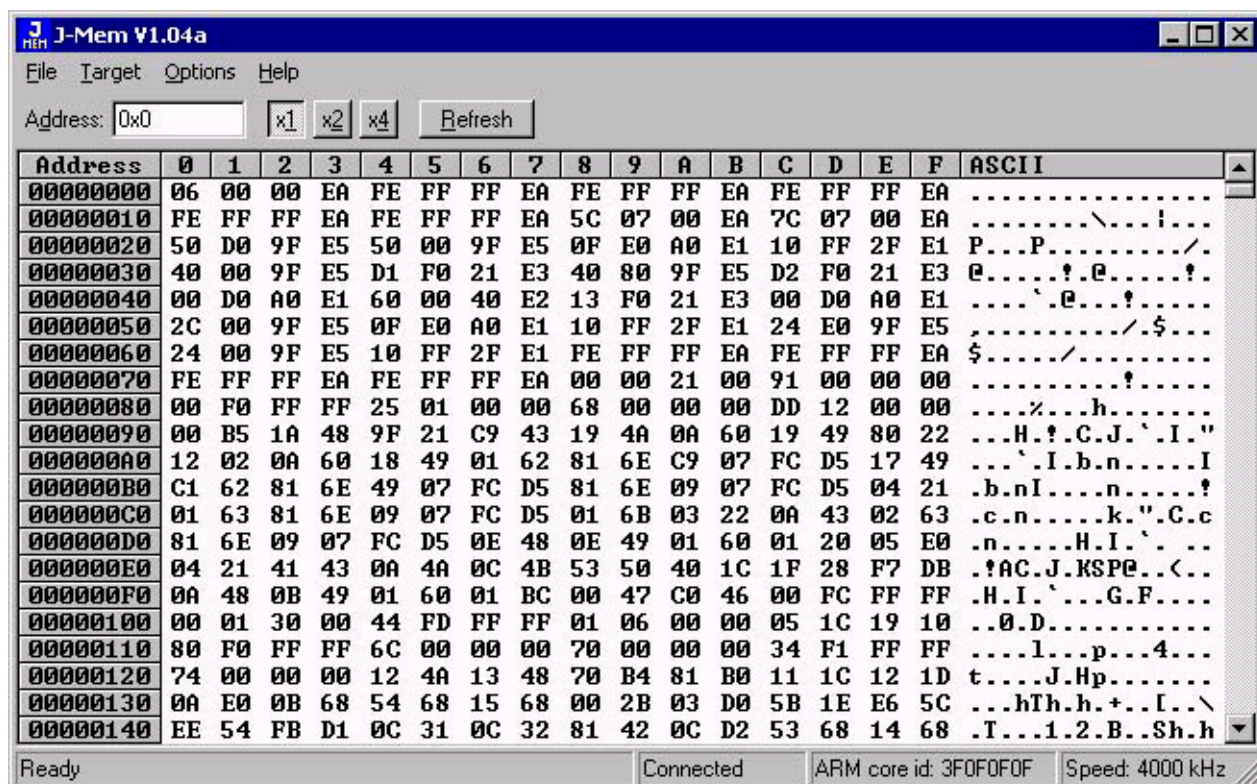 J-Mem V1.04a
File Target Options Help
Address: 0x0 x1 x2 x4 Refresh
Address 0 1 2 3 4 5 6 7 8 9 A B C D E F ASCII
00000000 06 00 00 EA FE FF FF EA FE FF FF EA FE FF FF EA ................
00000010 FE FF FF EA FE FF FF EA 5C 07 00 EA 7C 07 00 EA ........\...¦...
00000020 50 D0 9F E5 50 00 9F E5 0F E0 A0 E1 10 FF 2F E1 P...P........./.
00000030 40 00 9F E5 D1 F0 21 E3 40 80 9F E5 D2 F0 21 E3 @.....!.@.....!.
00000040 00 D0 A0 E1 60 00 40 E2 13 F0 21 E3 00 D0 A0 E1 ....`.@...!.....
00000050 2C 00 9F E5 0F E0 A0 E1 10 FF 2F E1 24 E0 9F E5 ,........./.$...
00000060 24 00 9F E5 10 FF 2F E1 FE FF FF EA FE FF FF EA $...../.........
00000070 FE FF FF EA FE FF FF EA 00 00 21 00 91 00 00 00 ..........!.....
00000080 00 F0 FF FF 25 01 00 00 68 00 00 00 DD 12 00 00 ....%...h.......
00000090 00 B5 1A 48 9F 21 C9 43 19 4A 0A 60 19 49 80 22 ...H.!.C.J.`.I."
000000A0 12 02 0A 60 18 49 01 62 81 6E C9 07 FC D5 17 49 ...`.I.b.n.....I
000000B0 C1 62 81 6E 49 07 FC D5 81 6E 09 07 FC D5 04 21 .b.nI....n.....!
000000C0 01 63 81 6E 09 07 FC D5 01 6B 03 22 0A 43 02 63 .c.n.....k.".C.c
000000D0 81 6E 09 07 FC D5 0E 48 0E 49 01 60 01 20 05 E0 .n.....H.I.`. ..
000000E0 04 21 41 43 0A 4A 0C 4B 53 50 40 1C 1F 28 F7 DB .!AC.J.KSP@..(..
000000F0 0A 48 0B 49 01 60 01 BC 00 47 C0 46 00 FC FF FF .H.I.`...G.F....
00000100 00 01 30 00 44 FD FF FF 01 06 00 00 05 1C 19 10 ..0.D...........
00000110 80 F0 FF FF 6C 00 00 00 70 00 00 00 34 F1 FF FF ....l...p...4...
00000120 74 00 00 00 12 4A 13 48 70 B4 81 B0 11 1C 12 1D t....J.Hp.......
00000130 0A E0 0B 68 54 68 15 68 00 2B 03 D0 5B 1E E6 5C ...hTh.h.+..[..\
00000140 EE 54 FB D1 0C 31 0C 32 81 42 0C D2 53 68 14 68 .T...1.2.B..Sh.h
Ready Connected ARM core id: 3F0F0F0F Speed: 4000 kHz